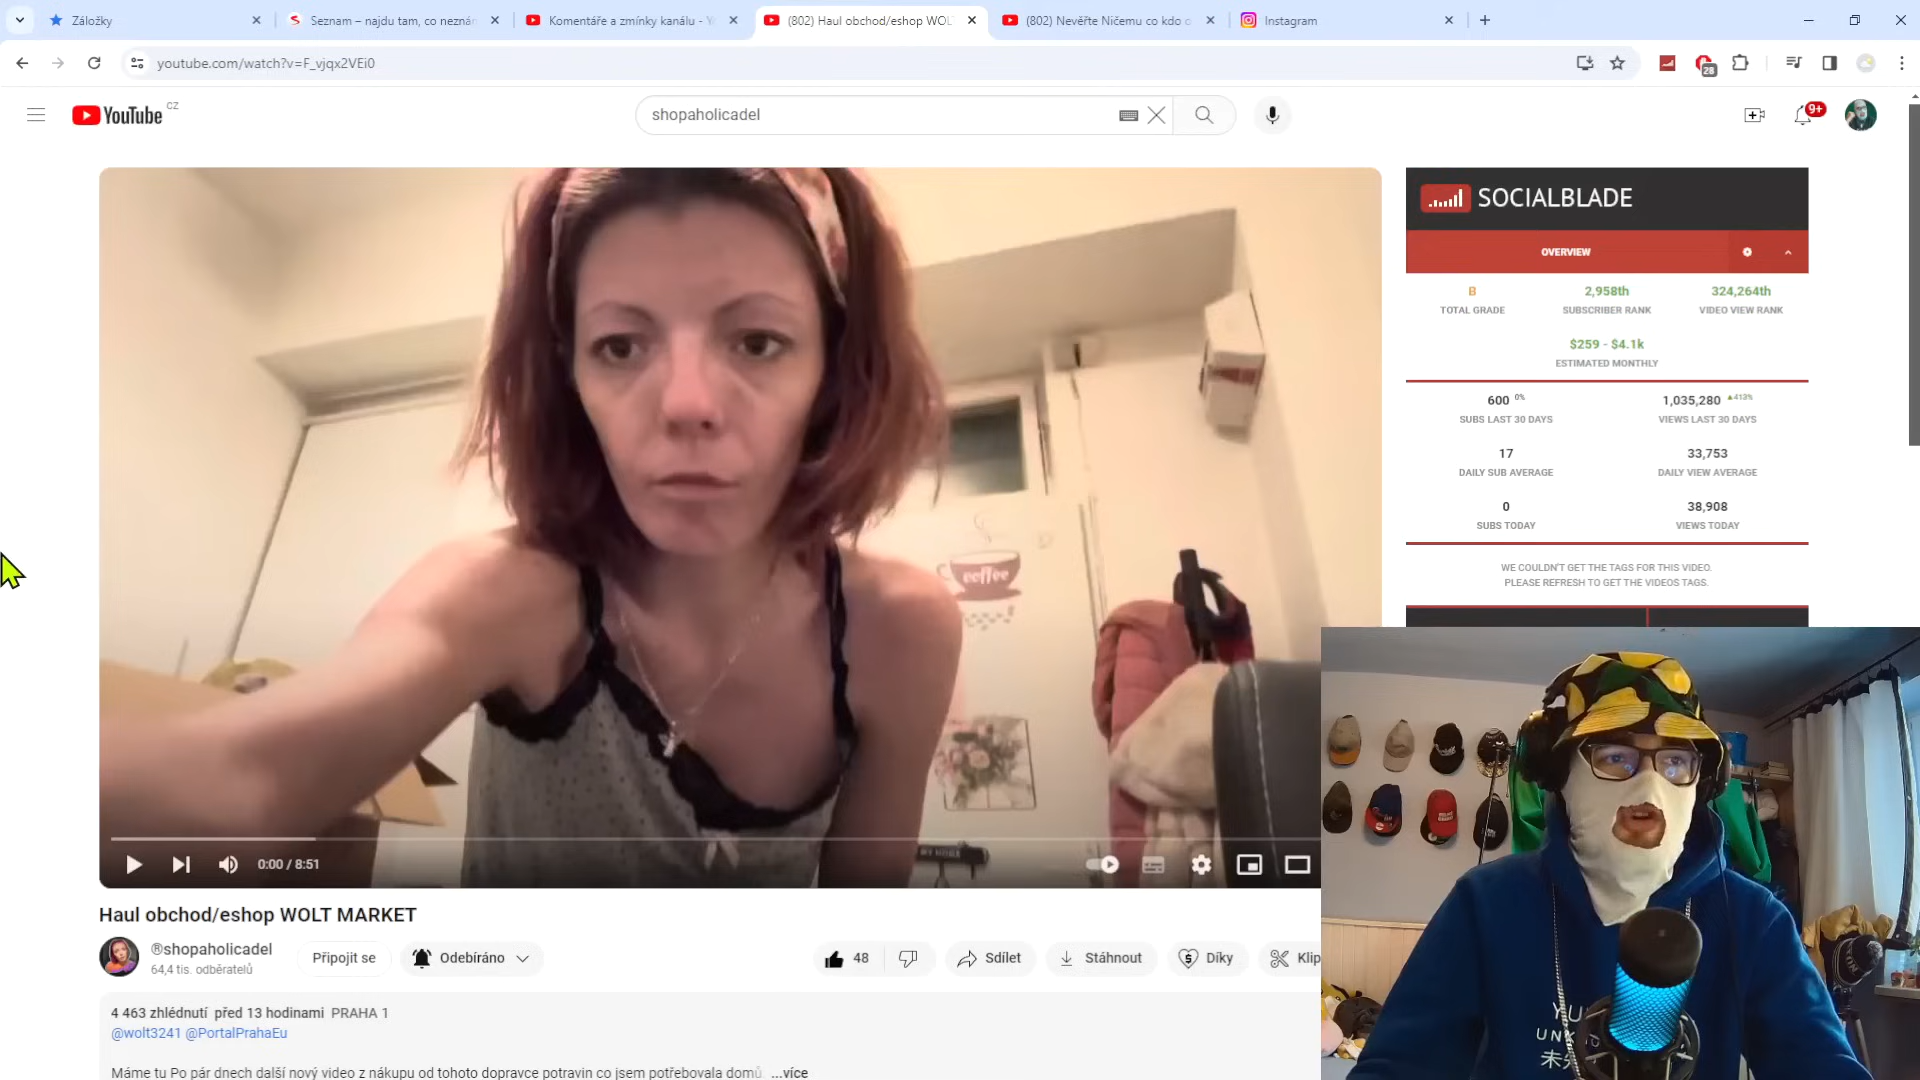 Záložky
Seznam – najdu tam, co nezná
Komentáře a zmínky kanálu - Y
(802) Haul obchod/eshop WOL
(802) Nevěřte Ničemu co kdo
Instagram
youtube.com/watch?v=F_vjqx2VEi0
28
YouTube CZ
shopaholicadel
9+
SOCIALBLADE
OVERVIEW
B 2,958th 324,264th
TOTAL GRADE SUBSCRIBER RANK VIDEO VIEW RANK
$259 - $4.1k
ESTIMATED MONTHLY
600 0% 1,035,280 ▲413%
SUBS LAST 30 DAYS VIEWS LAST 30 DAYS
17 33,753
DAILY SUB AVERAGE DAILY VIEW AVERAGE
0 38,908
SUBS TODAY VIEWS TODAY
WE COULDN'T GET THE TAGS FOR THIS VIDEO.
PLEASE REFRESH TO GET THE VIDEOS TAGS.
coffee
0:00 / 8:51
Haul obchod/eshop WOLT MARKET
®shopaholicadel
64,4 tis. odběratelů
Připojit se
Odebíráno
48
Sdílet
Stáhnout
Díky
Klip
4 463 zhlédnutí před 13 hodinami PRAHA 1
@wolt3241 @PortalPrahaEu
Máme tu Po pár dnech další nový video z nákupu od tohoto dopravce potravin co jsem potřebovala domů. ...více